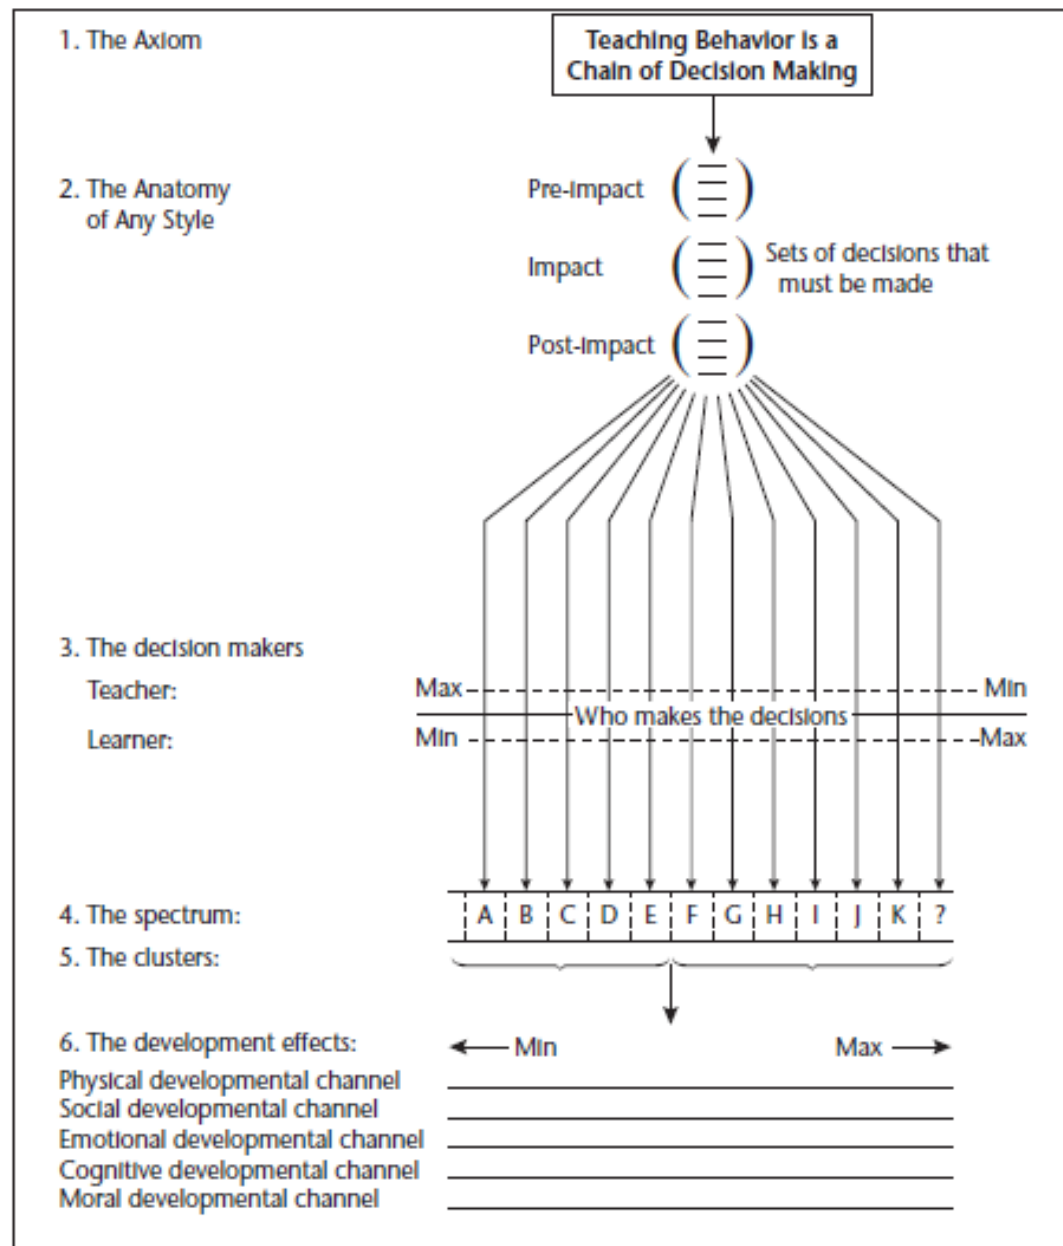 1. The Axiom
Teaching Behavior is a
Chain of Decision Making
2. The Anatomy
of Any Style
Pre-impact
Impact
Sets of decisions that
must be made
Post-impact
3. The decision makers
Teacher:
Max
Min
Who makes the decisions
Learner:
Min
Max
4. The spectrum:
A B C D E F G H I J K ?
5. The clusters:
6. The development effects:
Min
Max
Physical developmental channel
Social developmental channel
Emotional developmental channel
Cognitive developmental channel
Moral developmental channel